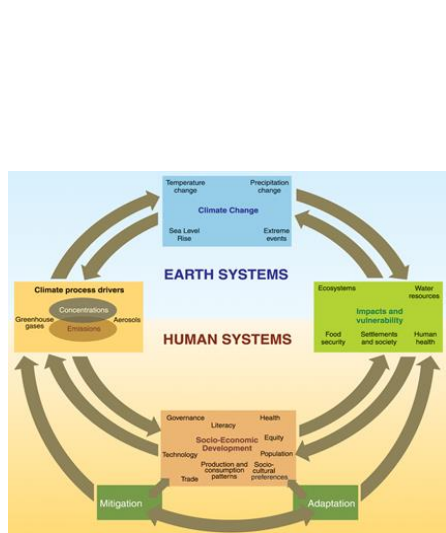 Temperature
change
Precipitation
change
Climate Change
Sea Level
Rise
Extreme
events
EARTH SYSTEMS
Climate process drivers
Concentrations
Greenhouse
gases
Aerosols
Emissions
Ecosystems
Water
resources
Impacts and
vulnerability
Food
security
Settlements
and society
Human
health
HUMAN SYSTEMS
Governance
Literacy
Health
Socio-Economic
Development
Equity
Technology
Population
Production and
consumption
patterns
Socio-
cultural
preferences
Trade
Mitigation
Adaptation